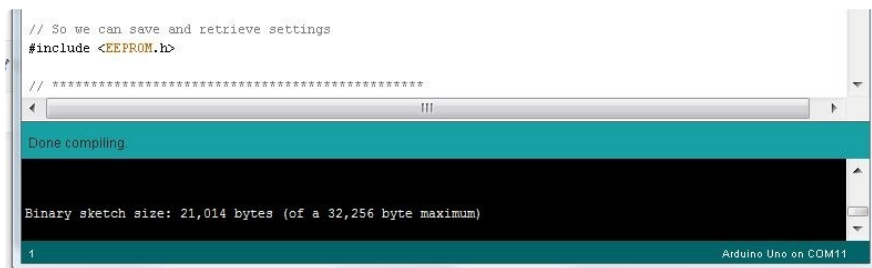 // So we can save and retrieve settings
#include <EEPROM.h>
// ************************************************
Done compiling.
Binary sketch size: 21,014 bytes (of a 32,256 byte maximum)
1 Arduino Uno on COM11